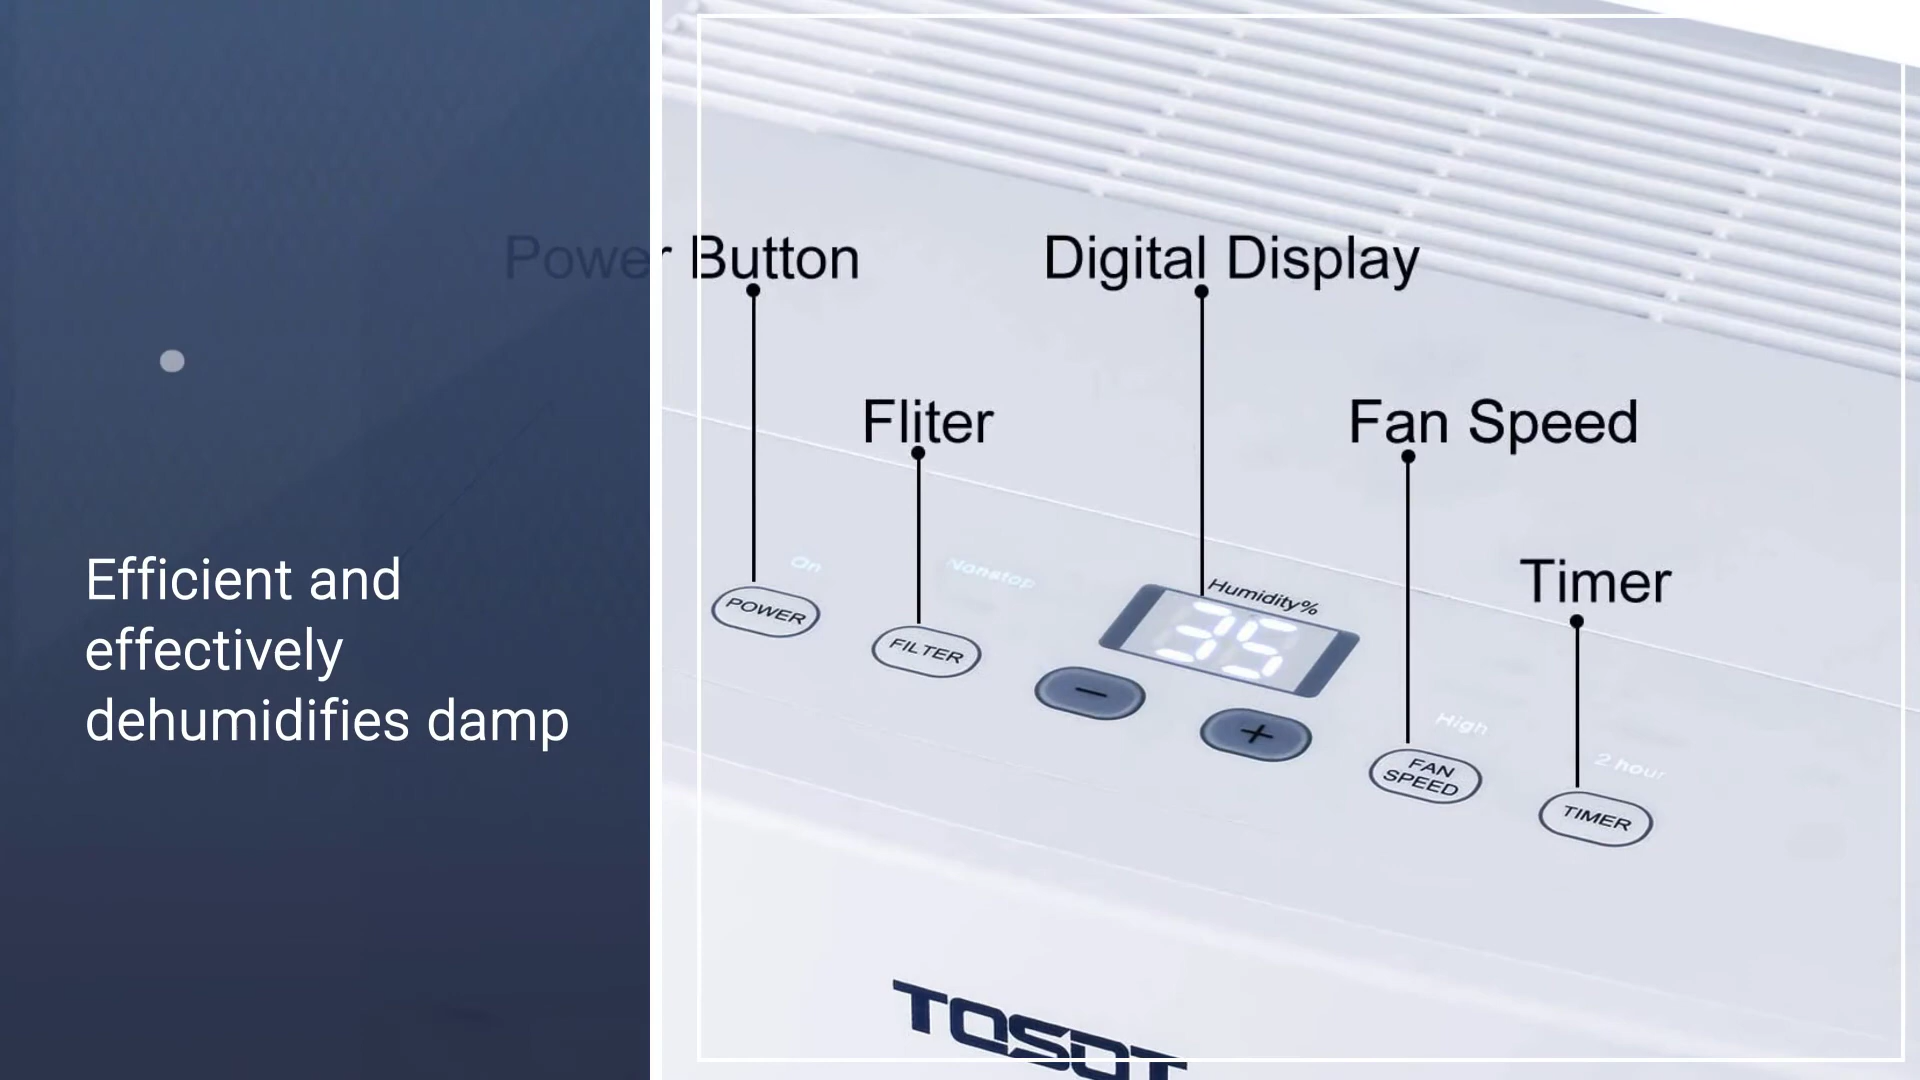 Power Button
Digital Display
Fliter
Fan Speed
Timer
Efficient and
effectively
dehumidifies damp
On
Nonstop
Humidity%
35
POWER
FILTER
−
+
High
2 hour
FAN
SPEED
TIMER
TOSOT